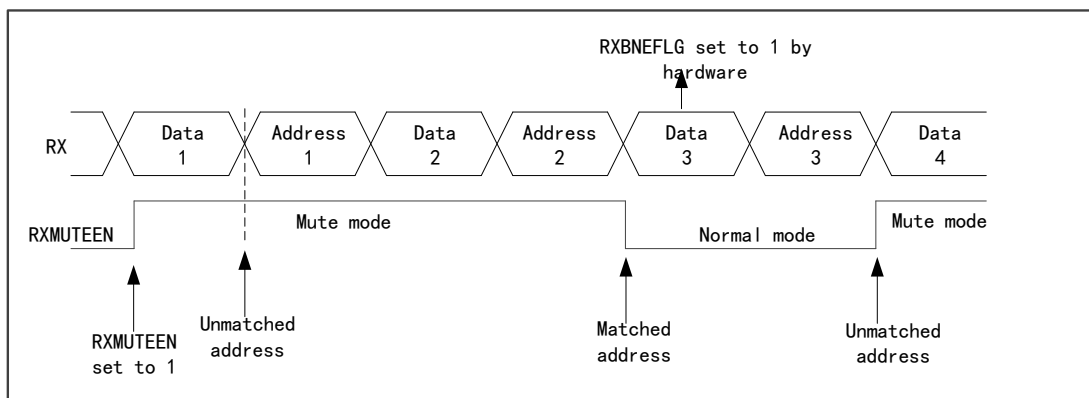 RXBNEFLG set to 1 by
hardware
RX
Data
1
Address
1
Data
2
Address
2
Data
3
Address
3
Data
4
RXMUTEEN
Mute mode
Normal mode
Mute mode
RXMUTEEN
set to 1
Unmatched
address
Matched
address
Unmatched
address